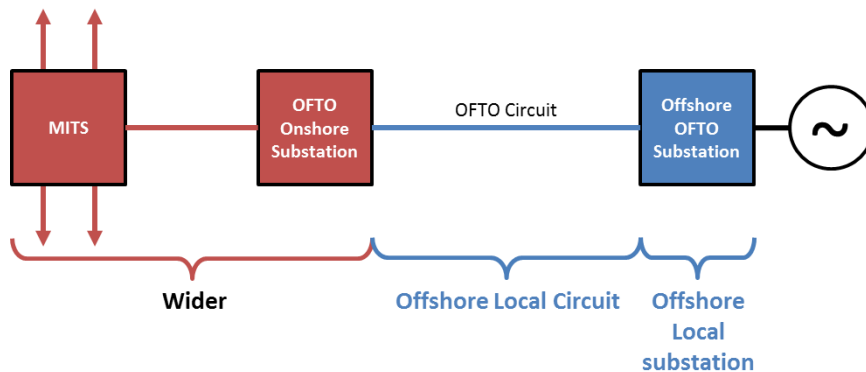 MITS
OFTO
Onshore
Substation
OFTO Circuit
Offshore
OFTO
Substation
~
Wider
Offshore Local Circuit
Offshore
Local
substation